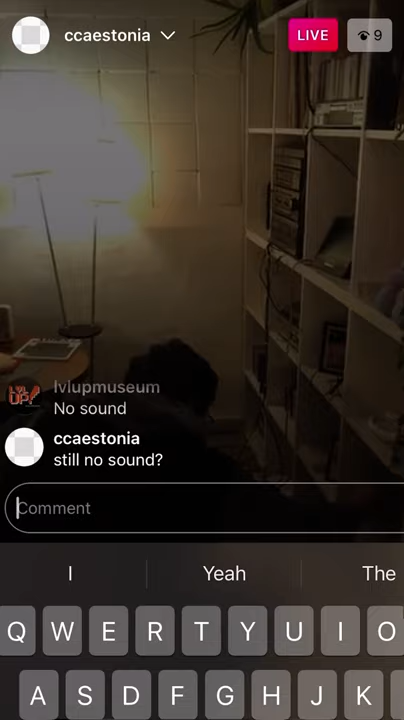 ccaestonia
LIVE
9
lvlupmuseum
No sound
ccaestonia
still no sound?
Comment
I Yeah The
Q W E R T Y U I O
A S D F G H J K